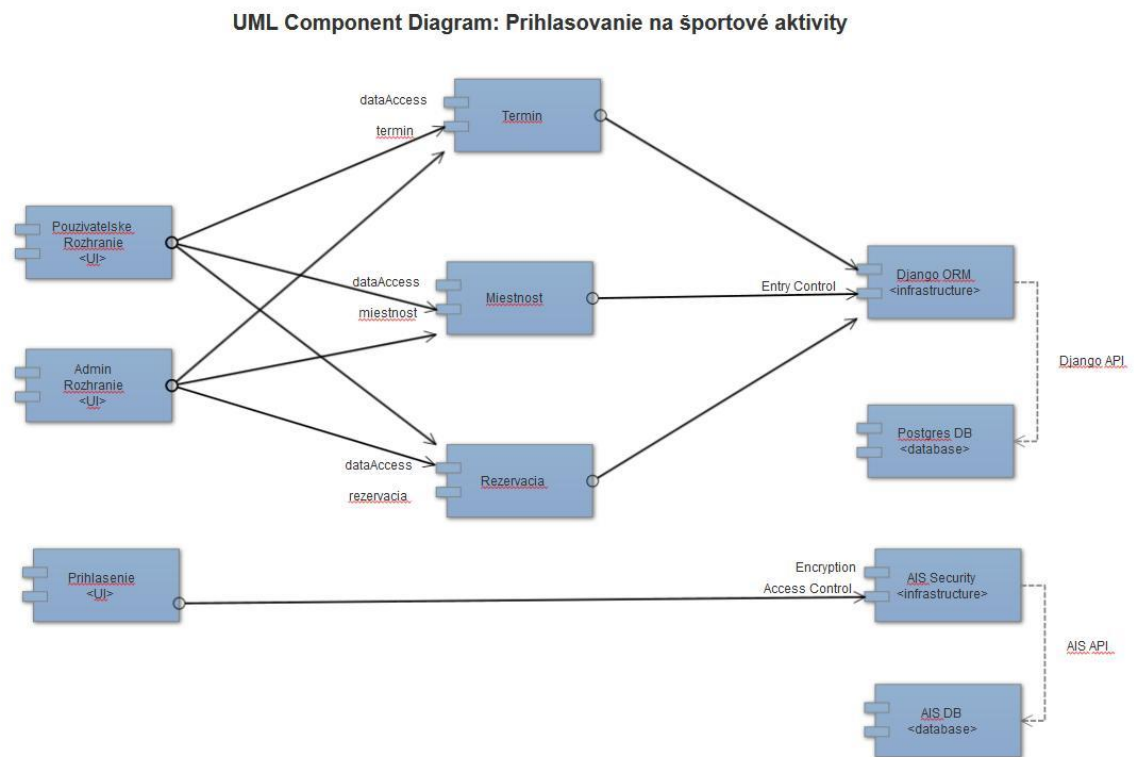 UML Component Diagram: Prihlasovanie na športové aktivity
dataAccess
termin
Termin
Pouzivatelske
Rozhranie
<UI>
dataAccess
miestnost
Miestnost
Entry Control
Django ORM
<infrastructure>
Admin
Rozhranie
<UI>
Django API
dataAccess
rezervacia
Rezervacia
Postgres DB
<database>
Prihlasenie
<UI>
Encryption
Access Control
AIS Security
<infrastructure>
AIS API
AIS DB
<database>